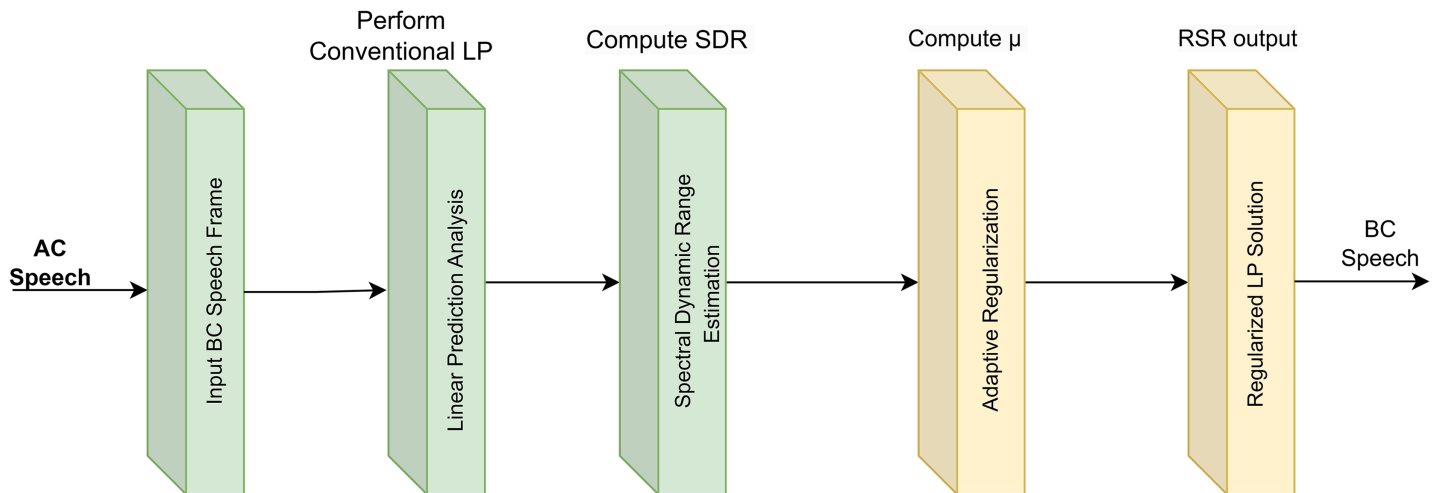 Perform
Conventional LP
Compute SDR
Compute μ
RSR output
AC
Speech
Input BC Speech Frame
Linear Prediction Analysis
Spectral Dynamic Range
Estimation
Adaptive Regularization
Regularized LP Solution
BC
Speech